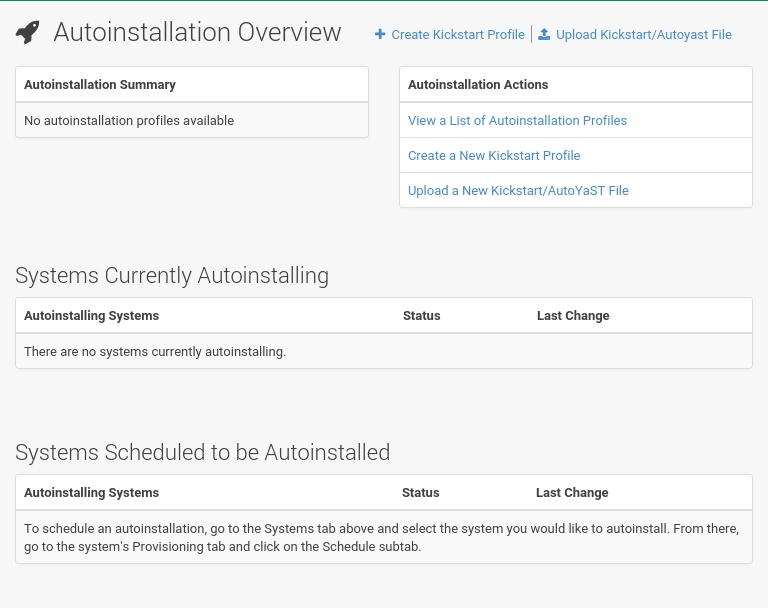 Autoinstallation Overview
Create Kickstart Profile
Upload Kickstart/Autoyast File
Autoinstallation Summary
No autoinstallation profiles available
Autoinstallation Actions
View a List of Autoinstallation Profiles
Create a New Kickstart Profile
Upload a New Kickstart/AutoYaST File
Systems Currently Autoinstalling
Autoinstalling Systems Status Last Change
There are no systems currently autoinstalling.
Systems Scheduled to be Autoinstalled
Autoinstalling Systems Status Last Change
To schedule an autoinstallation, go to the Systems tab above and select the system you would like to autoinstall. From there,
go to the system's Provisioning tab and click on the Schedule subtab.